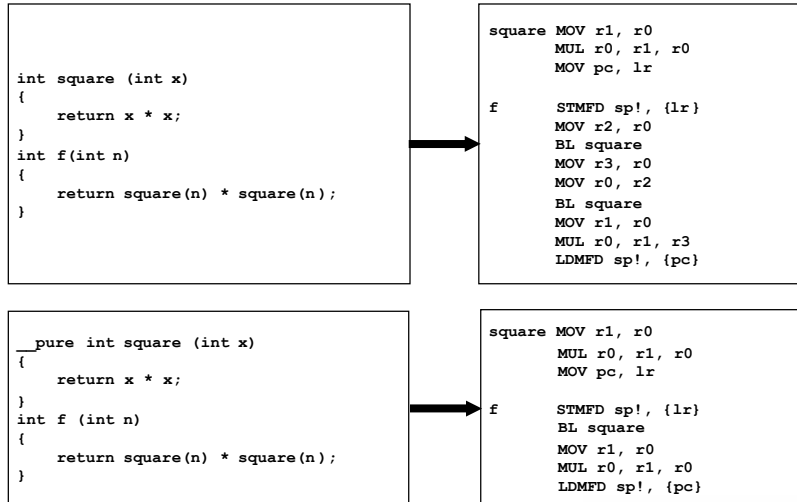 int square (int x)
{
return x * x;
}
int f(int n)
{
return square(n) * square(n);
}
square MOV r1, r0
MUL r0, r1, r0
MOV pc, lr
f STMFD sp!, {lr}
MOV r2, r0
BL square
MOV r3, r0
MOV r0, r2
BL square
MOV r1, r0
MUL r0, r1, r3
LDMFD sp!, {pc}
__pure int square (int x)
{
return x * x;
}
int f (int n)
{
return square(n) * square(n);
}
square MOV r1, r0
MUL r0, r1, r0
MOV pc, lr
f STMFD sp!, {lr}
BL square
MOV r1, r0
MUL r0, r1, r0
LDMFD sp!, {pc}